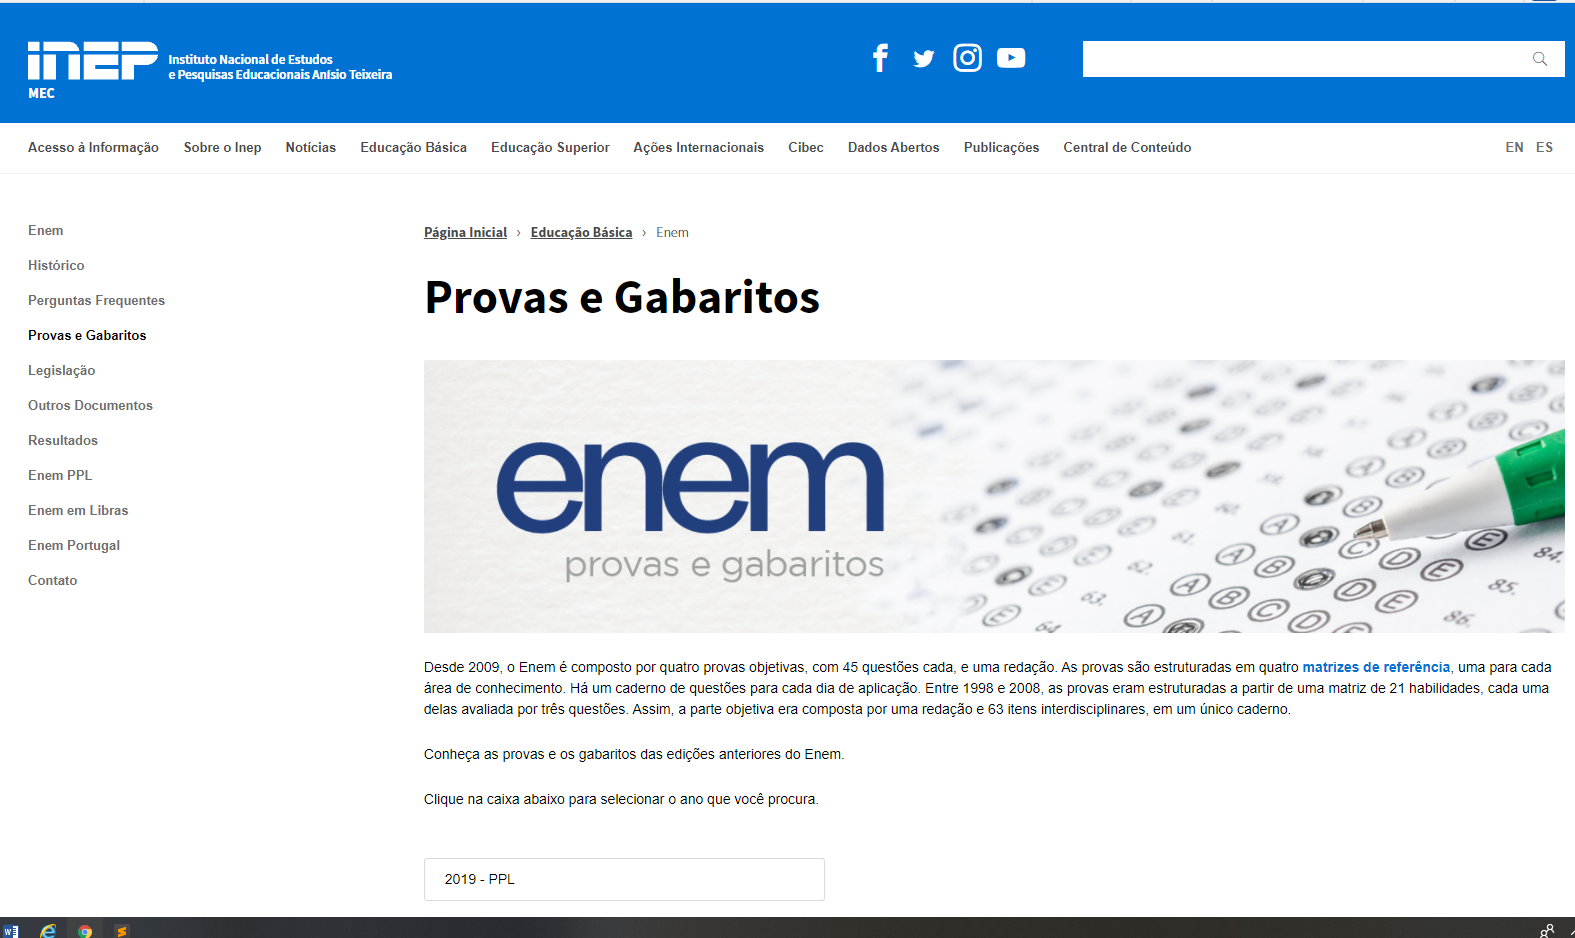 inep
Instituto Nacional de Estudos
e Pesquisas Educacionais Anísio Teixeira
MEC
Acesso à Informação Sobre o Inep Notícias Educação Básica Educação Superior Ações Internacionais Cibec Dados Abertos Publicações Central de Conteúdo EN ES
Enem
Histórico
Perguntas Frequentes
Provas e Gabaritos
Legislação
Outros Documentos
Resultados
Enem PPL
Enem em Libras
Enem Portugal
Contato
Página Inicial › Educação Básica › Enem
Provas e Gabaritos
enem
provas e gabaritos
61.
62.
63.
64.
84.
85.
86.
Desde 2009, o Enem é composto por quatro provas objetivas, com 45 questões cada, e uma redação. As provas são estruturadas em quatro matrizes de referência, uma para cada
área de conhecimento. Há um caderno de questões para cada dia de aplicação. Entre 1998 e 2008, as provas eram estruturadas a partir de uma matriz de 21 habilidades, cada uma
delas avaliada por três questões. Assim, a parte objetiva era composta por uma redação e 63 itens interdisciplinares, em um único caderno.
Conheça as provas e os gabaritos das edições anteriores do Enem.
Clique na caixa abaixo para selecionar o ano que você procura.
2019 - PPL